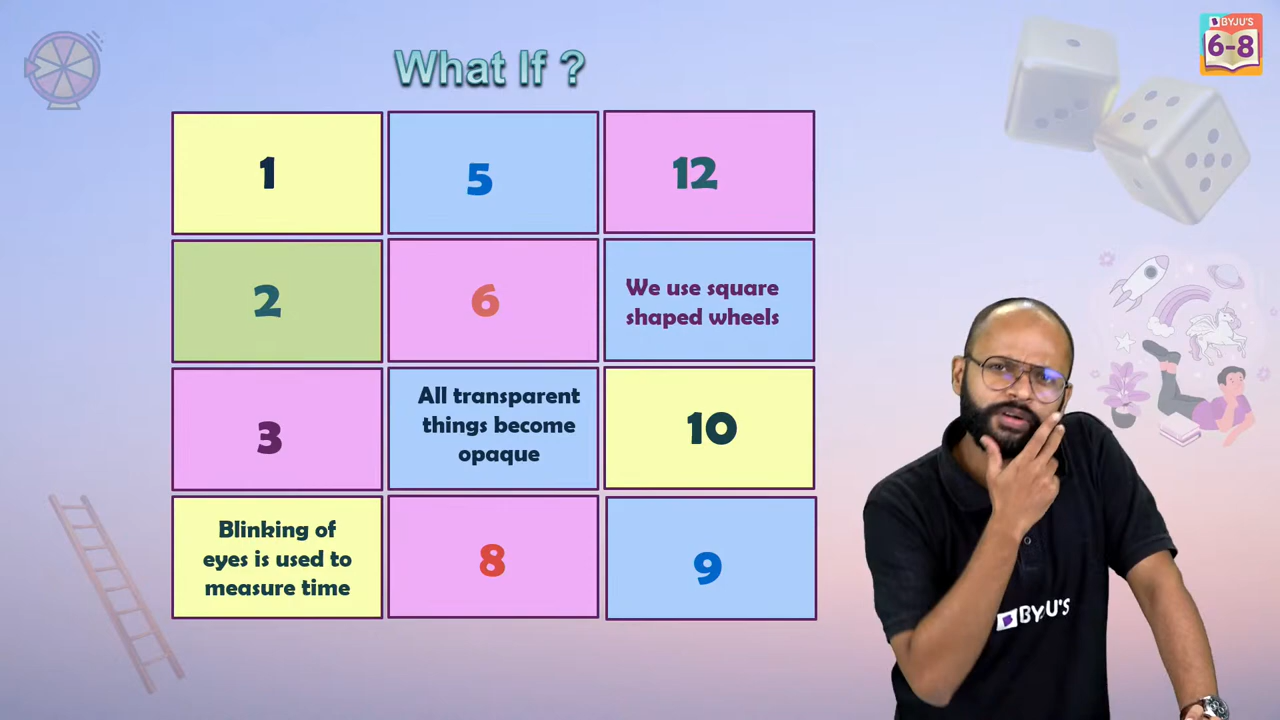 What If ?
BYJU'S
6-8
1
5
12
2
6
We use square
shaped wheels
3
All transparent
things become
opaque
10
Blinking of
eyes is used to
measure time
8
9
BYJU'S